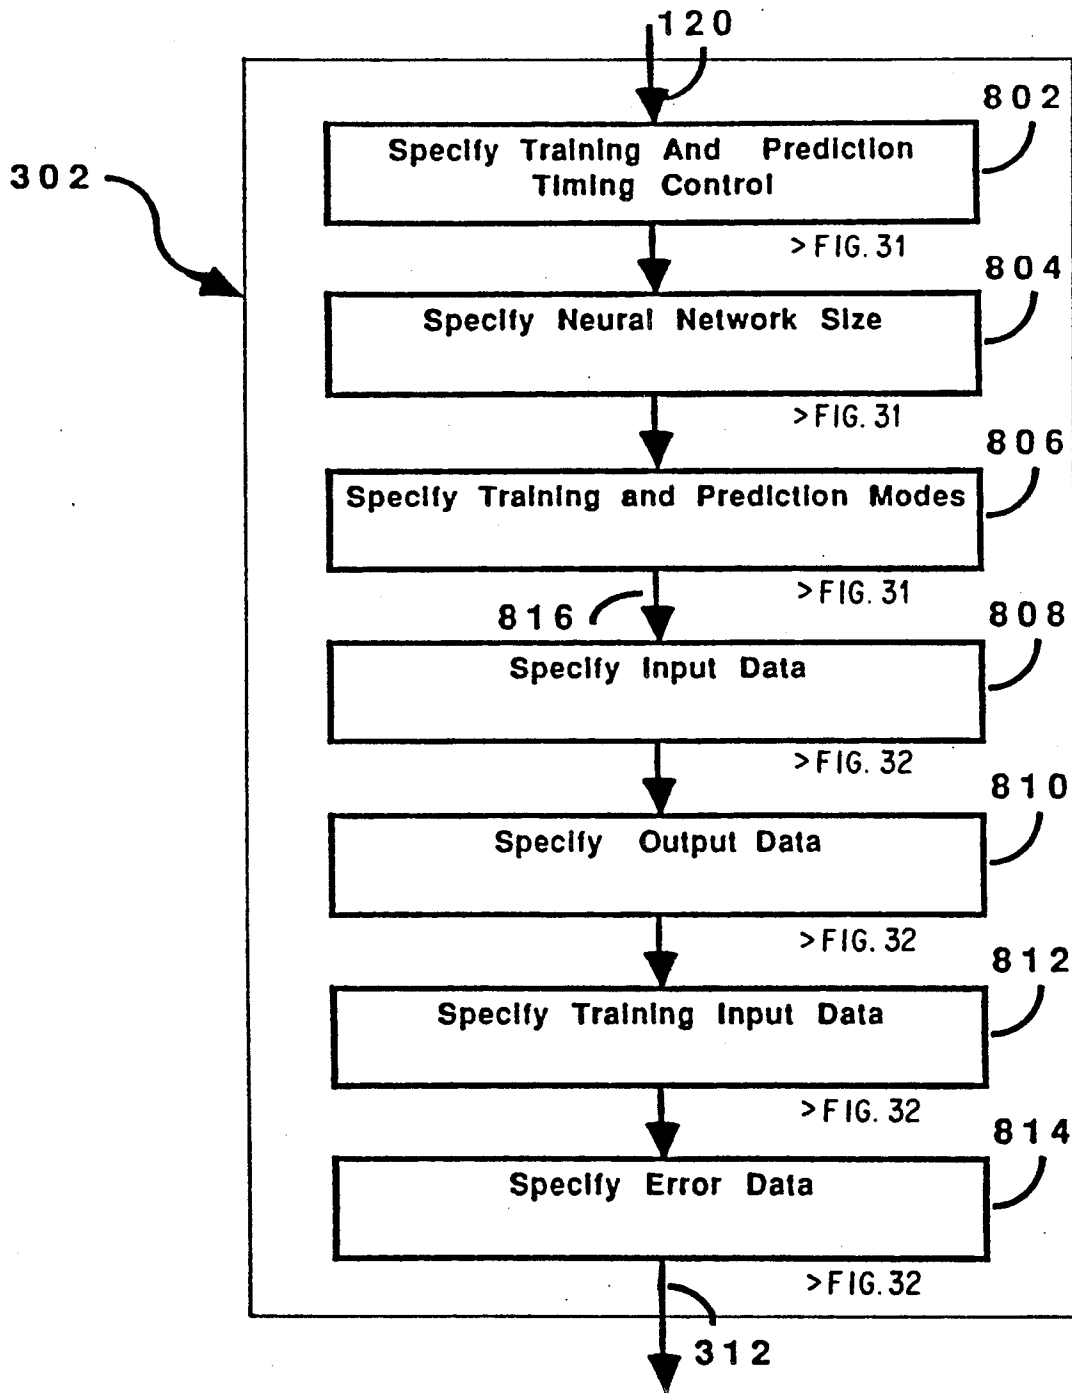 120
802
Specify Training And Prediction
Timing Control
302
>FIG. 31
804
Specify Neural Network Size
>FIG. 31
806
Specify Training and Prediction Modes
>FIG. 31
816
808
Specify Input Data
>FIG. 32
810
Specify Output Data
>FIG. 32
812
Specify Training Input Data
>FIG. 32
814
Specify Error Data
>FIG. 32
312